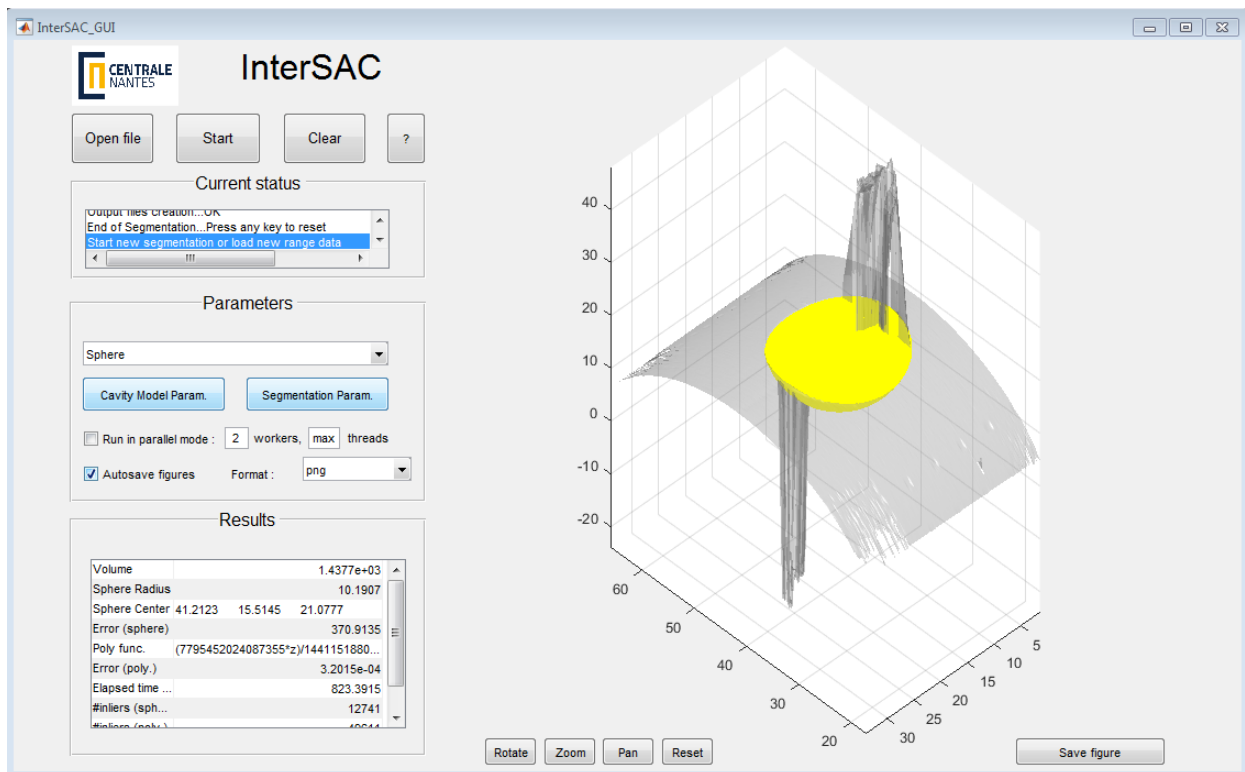 InterSAC_GUI
CENTRALE
NANTES
InterSAC
Open file
Start
Clear
?
Current status
Output files creation...OK
End of Segmentation...Press any key to reset
Start new segmentation or load new range data
Parameters
Sphere
Cavity Model Param.
Segmentation Param.
Run in parallel mode : 2 workers, max threads
Autosave figures Format : png
Results
Volume 1.4377e+03
Sphere Radius 10.1907
Sphere Center 41.2123 15.5145 21.0777
Error (sphere) 370.9135
Poly func. (7795452024087355*z)/1441151880...
Error (poly.) 3.2015e-04
Elapsed time ... 823.3915
#inliers (sph... 12741
#inliers (poly.)
40
30
20
10
0
-10
-20
60
50
40
30
20
5
10
15
20
25
30
Rotate
Zoom
Pan
Reset
Save figure